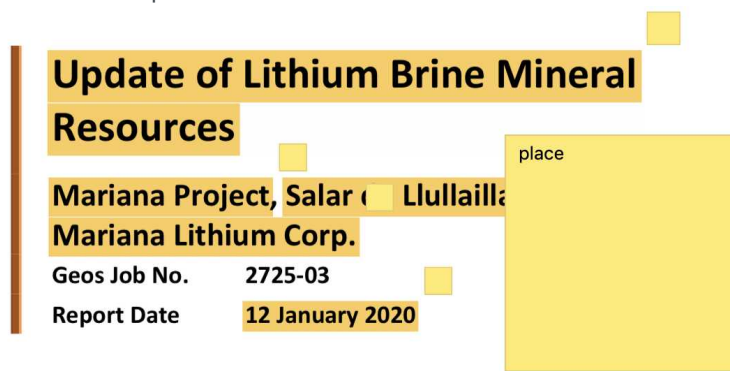 Update of Lithium Brine Mineral
Resources
place
Mariana Project, Salar Llullailla
Mariana Lithium Corp.
Geos Job No. 2725-03
Report Date 12 January 2020